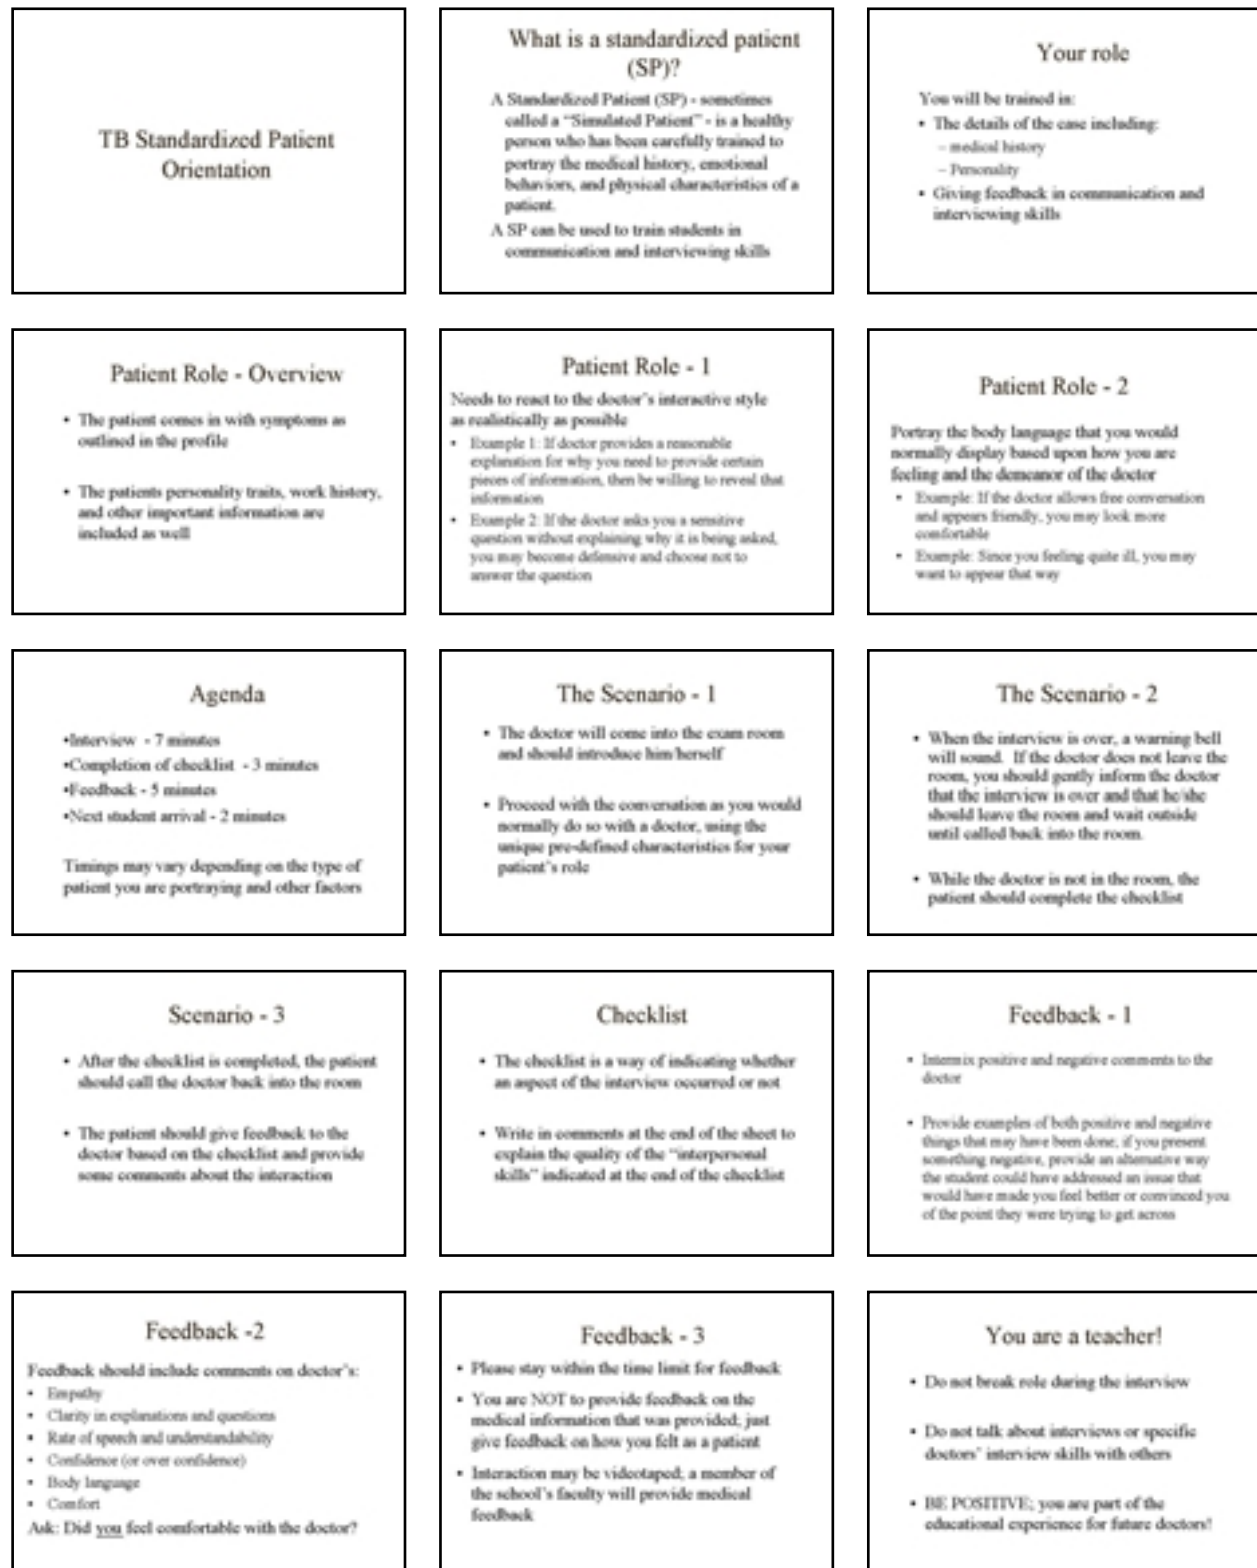 TB Standardized Patient
Orientation
What is a standardized patient
(SP)?
A Standardized Patient (SP) - sometimes
called a "Simulated Patient" - is a healthy
person who has been carefully trained to
portray the medical history, emotional
behaviors, and physical characteristics of a
patient.
A SP can be used to train students in
communication and interviewing skills
Your role
You will be trained in:
• The details of the case including:
– medical history
– Personality
• Giving feedback in communication and
interviewing skills
Patient Role - Overview
• The patient comes in with symptoms as
outlined in the profile
• The patients personality traits, work history,
and other important information are
included as well
Patient Role - 1
Needs to react to the doctor's interactive style
as realistically as possible
• Example 1: If doctor provides a reasonable
explanation for why you need to provide certain
pieces of information, then be willing to reveal that
information
• Example 2: If the doctor asks you a sensitive
question without explaining why it is being asked,
you may become defensive and choose not to
answer the question
Patient Role - 2
Portray the body language that you would
normally display based upon how you are
feeling and the demeanor of the doctor
• Example: If the doctor allows free conversation
and appears friendly, you may look more
comfortable
• Example: Since you feeling quite ill, you may
want to appear that way
Agenda
•Interview - 7 minutes
•Completion of checklist - 3 minutes
•Feedback - 5 minutes
•Next student arrival - 2 minutes
Timings may vary depending on the type of
patient you are portraying and other factors
The Scenario - 1
• The doctor will come into the exam room
and should introduce him/herself
• Proceed with the conversation as you would
normally do so with a doctor, using the
unique pre-defined characteristics for your
patient's role
The Scenario - 2
• When the interview is over, a warning bell
will sound. If the doctor does not leave the
room, you should gently inform the doctor
that the interview is over and that he/she
should leave the room and wait outside
until called back into the room.
• While the doctor is not in the room, the
patient should complete the checklist
Scenario - 3
• After the checklist is completed, the patient
should call the doctor back into the room
• The patient should give feedback to the
doctor based on the checklist and provide
some comments about the interaction
Checklist
• The checklist is a way of indicating whether
an aspect of the interview occurred or not
• Write in comments at the end of the sheet to
explain the quality of the "interpersonal
skills" indicated at the end of the checklist
Feedback - 1
• Intermix positive and negative comments to the
doctor
• Provide examples of both positive and negative
things that may have been done; if you present
something negative, provide an alternative way
the student could have addressed an issue that
would have made you feel better or convinced you
of the point they were trying to get across
Feedback -2
Feedback should include comments on doctor's:
• Empathy
• Clarity in explanations and questions
• Rate of speech and understandability
• Confidence (or over confidence)
• Body language
• Comfort
Ask: Did you feel comfortable with the doctor?
Feedback - 3
• Please stay within the time limit for feedback
• You are NOT to provide feedback on the
medical information that was provided; just
give feedback on how you felt as a patient
• Interaction may be videotaped; a member of
the school's faculty will provide medical
feedback
You are a teacher!
• Do not break role during the interview
• Do not talk about interviews or specific
doctors' interview skills with others
• BE POSITIVE; you are part of the
educational experience for future doctors!